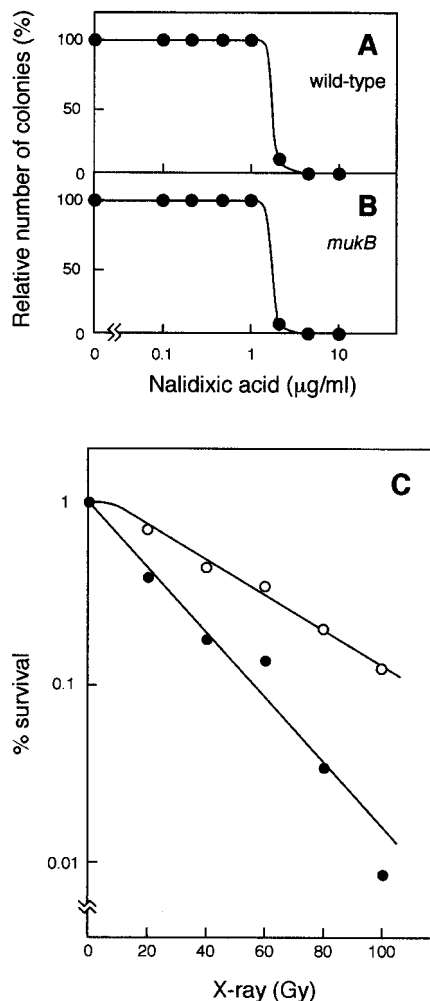 A
wild-type
100
50
0
B
mukB
100
50
0
Relative number of colonies (%)
0 0.1 1 10
Nalidixic acid (μg/ml)
C
1
0.1
0.01
% survival
0 20 40 60 80 100
X-ray (Gy)